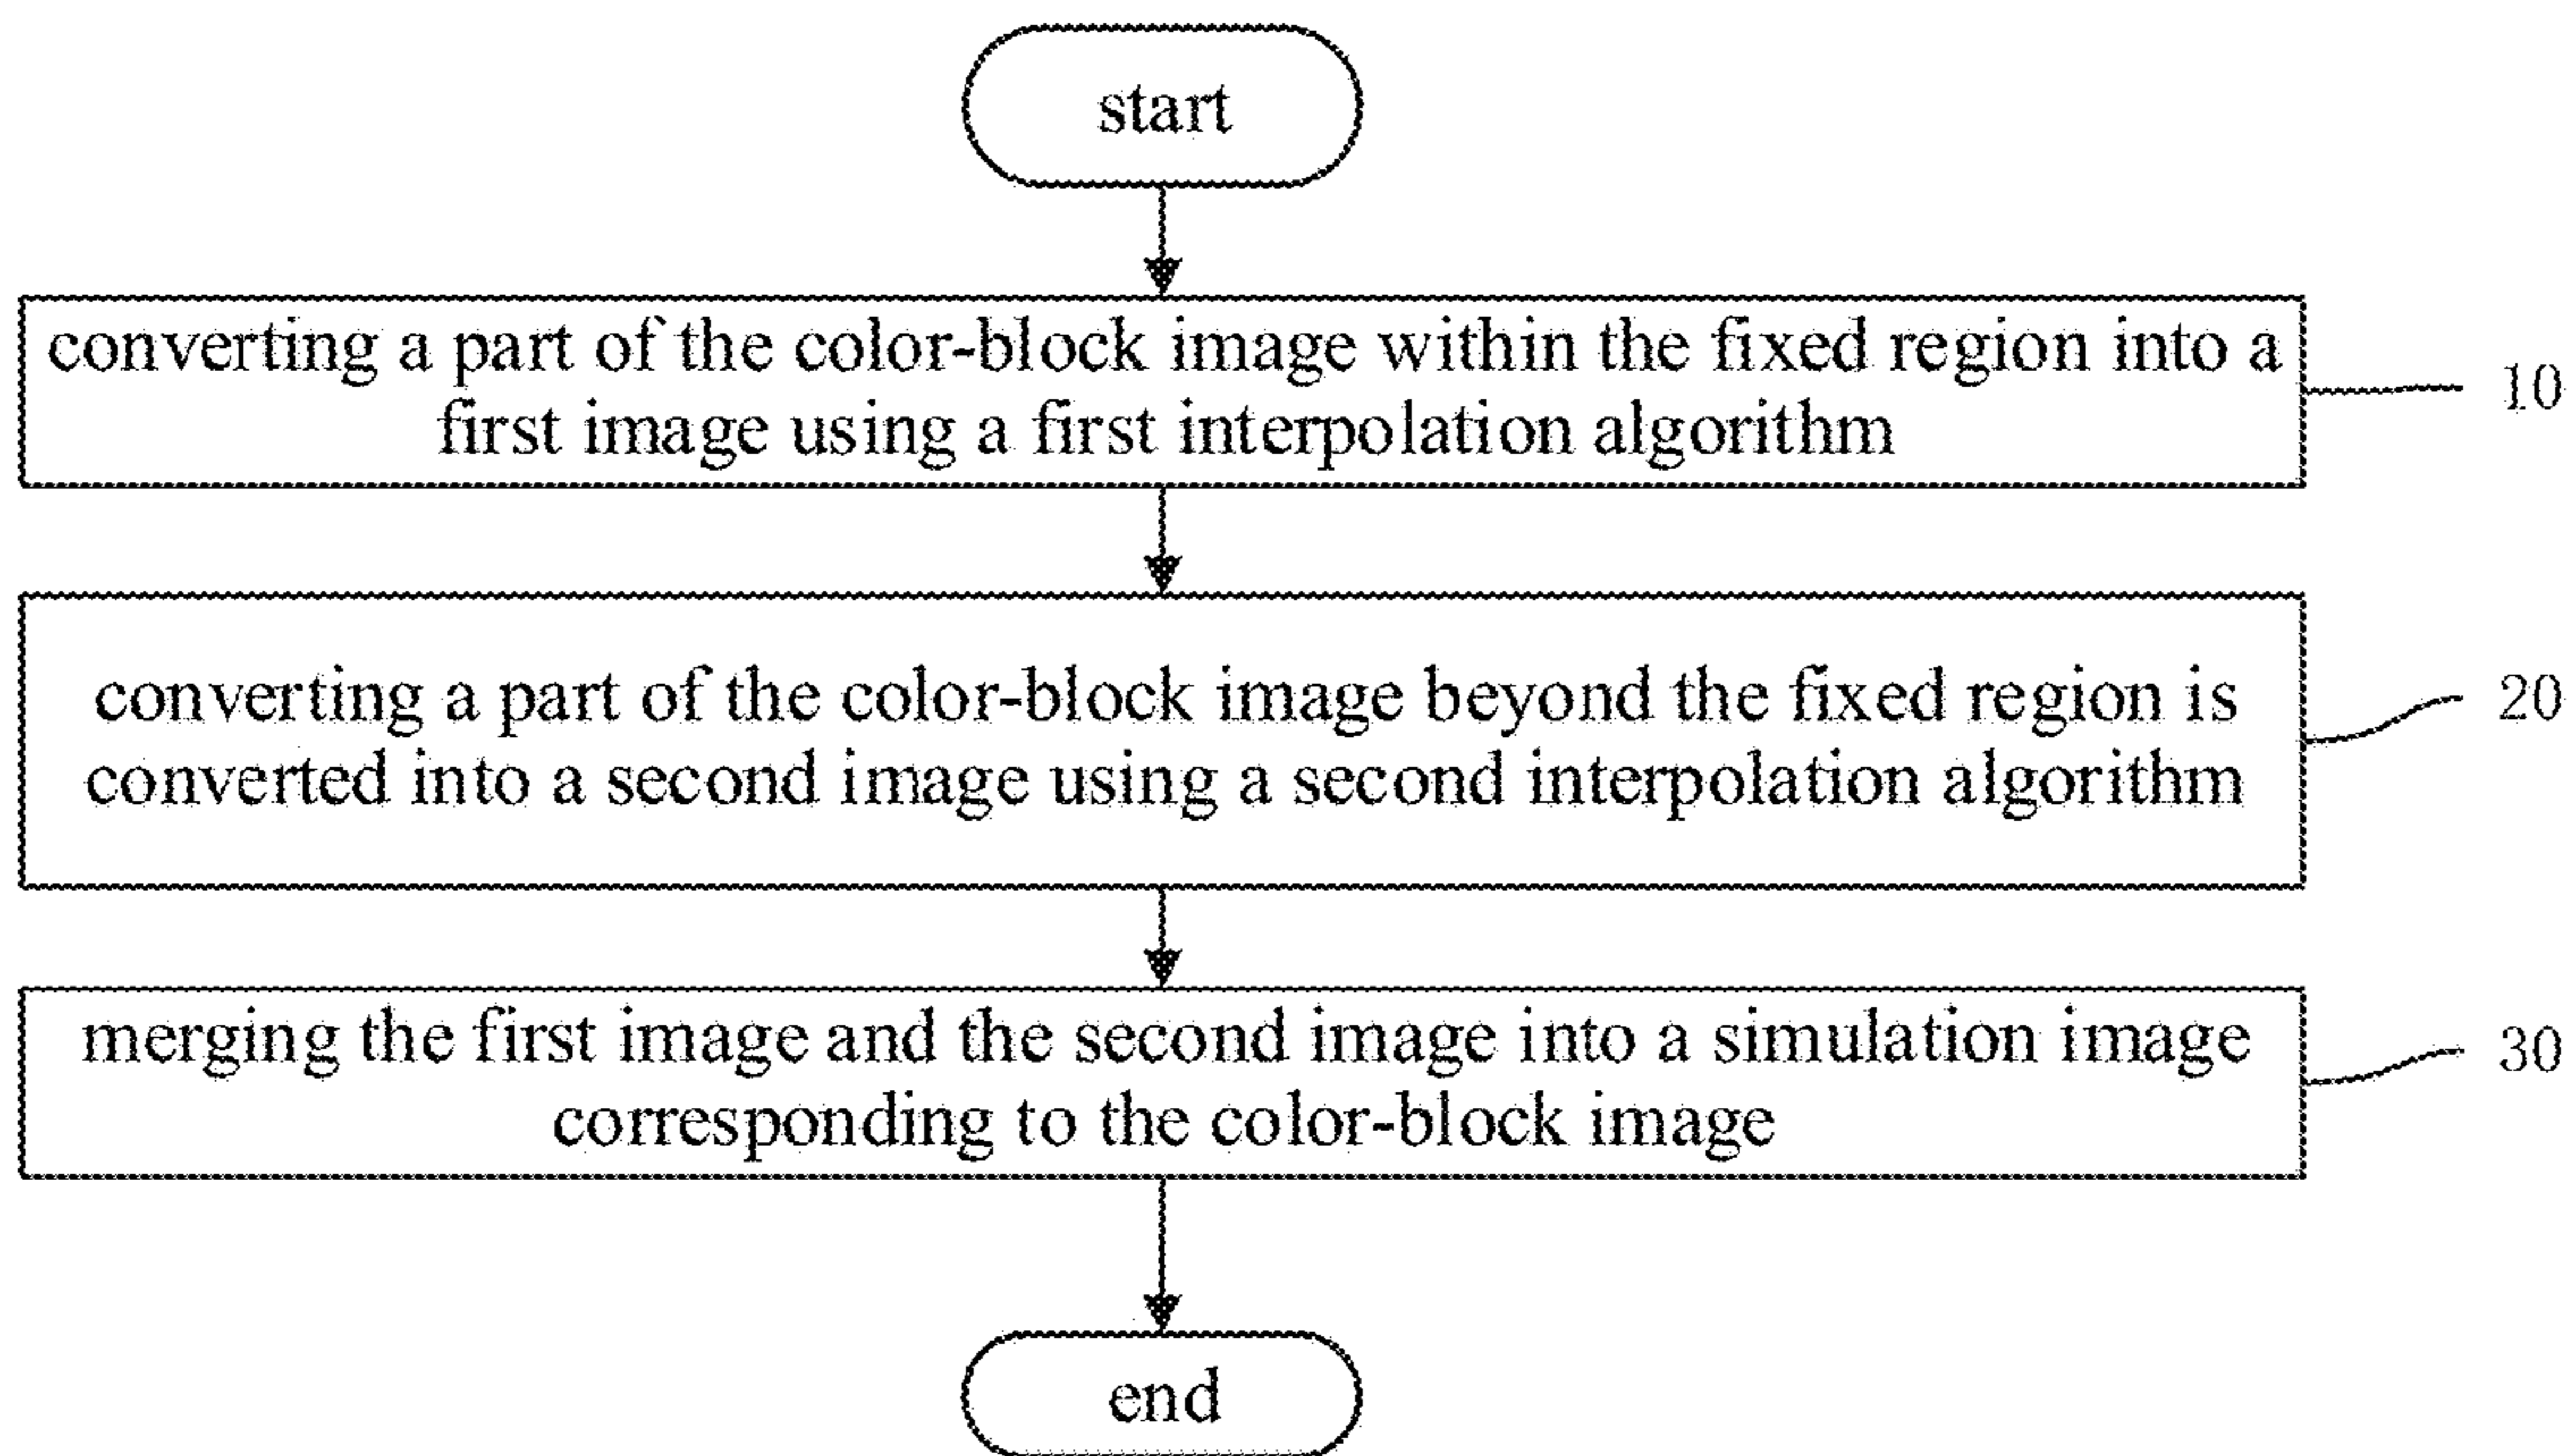 start
converting a part of the color-block image within the fixed region into a
first image using a first interpolation algorithm
10
converting a part of the color-block image beyond the fixed region is
converted into a second image using a second interpolation algorithm
20
merging the first image and the second image into a simulation image
corresponding to the color-block image
30
end